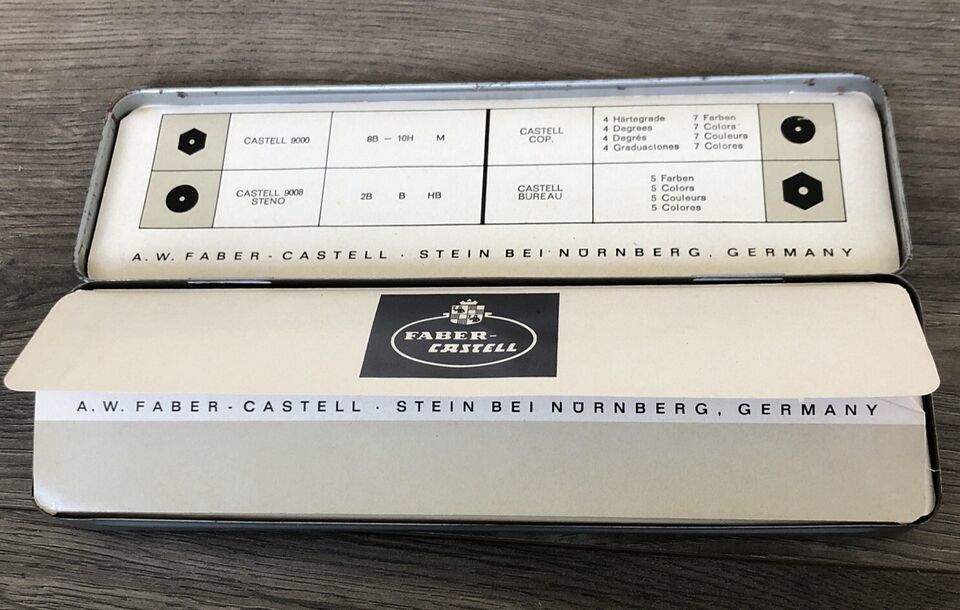 CASTELL 9000
8B – 10H M
CASTELL
COP.
4 Härtegrade 7 Farben
4 Degrees 7 Colors
4 Degrés 7 Couleurs
4 Graduaciones 7 Colores
CASTELL 9008
STENO
2B B HB
CASTELL
BUREAU
5 Farben
5 Colors
5 Couleurs
5 Colores
A.W. FABER-CASTELL · STEIN BEI NÜRNBERG, GERMANY
FABER-
CASTELL
A.W. FABER-CASTELL · STEIN BEI NÜRNBERG, GERMANY